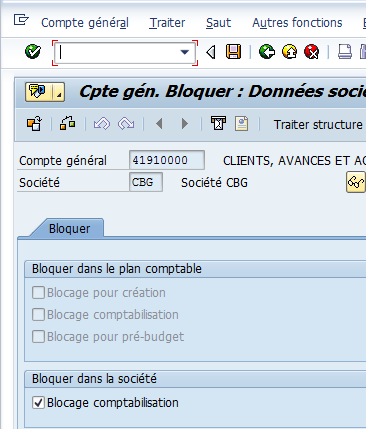 Compte général Traiter Saut Autres fonctions
Cpte gén. Bloquer : Données socié
Traiter structure
Compte général 41910000 CLIENTS, AVANCES ET AC
Société CBG Société CBG
Bloquer
Bloquer dans le plan comptable
Blocage pour création
Blocage comptabilisation
Blocage pour pré-budget
Bloquer dans la société
Blocage comptabilisation